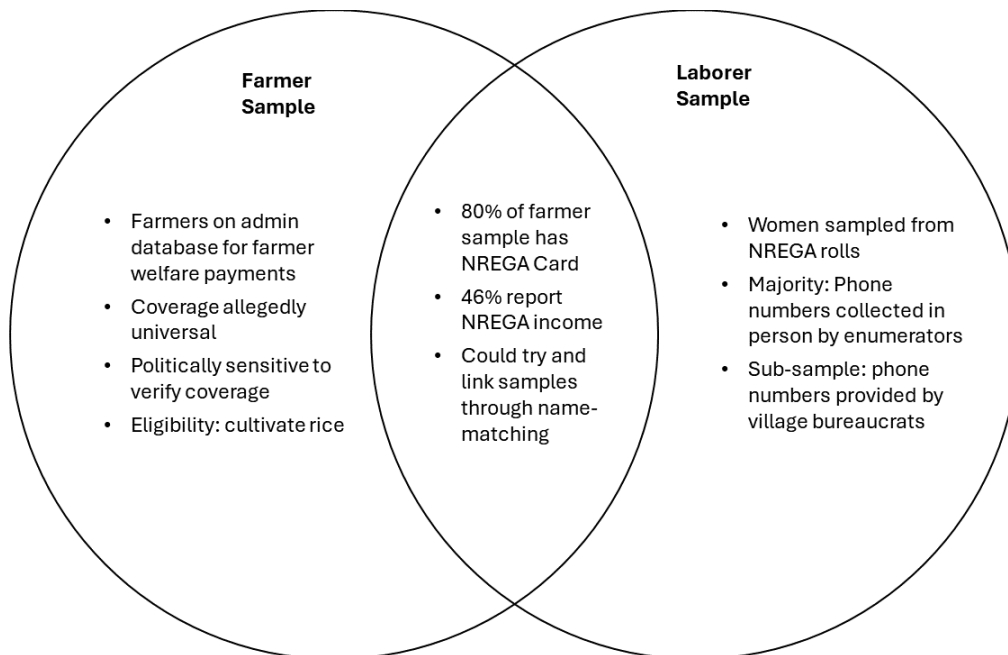 Farmer
Sample
• Farmers on admin
database for farmer
welfare payments
• Coverage allegedly
universal
• Politically sensitive to
verify coverage
• Eligibility: cultivate rice
• 80% of farmer
sample has
NREGA Card
• 46% report
NREGA income
• Could try and
link samples
through name-
matching
Laborer
Sample
• Women sampled from
NREGA rolls
• Majority: Phone
numbers collected in
person by enumerators
• Sub-sample: phone
numbers provided by
village bureaucrats